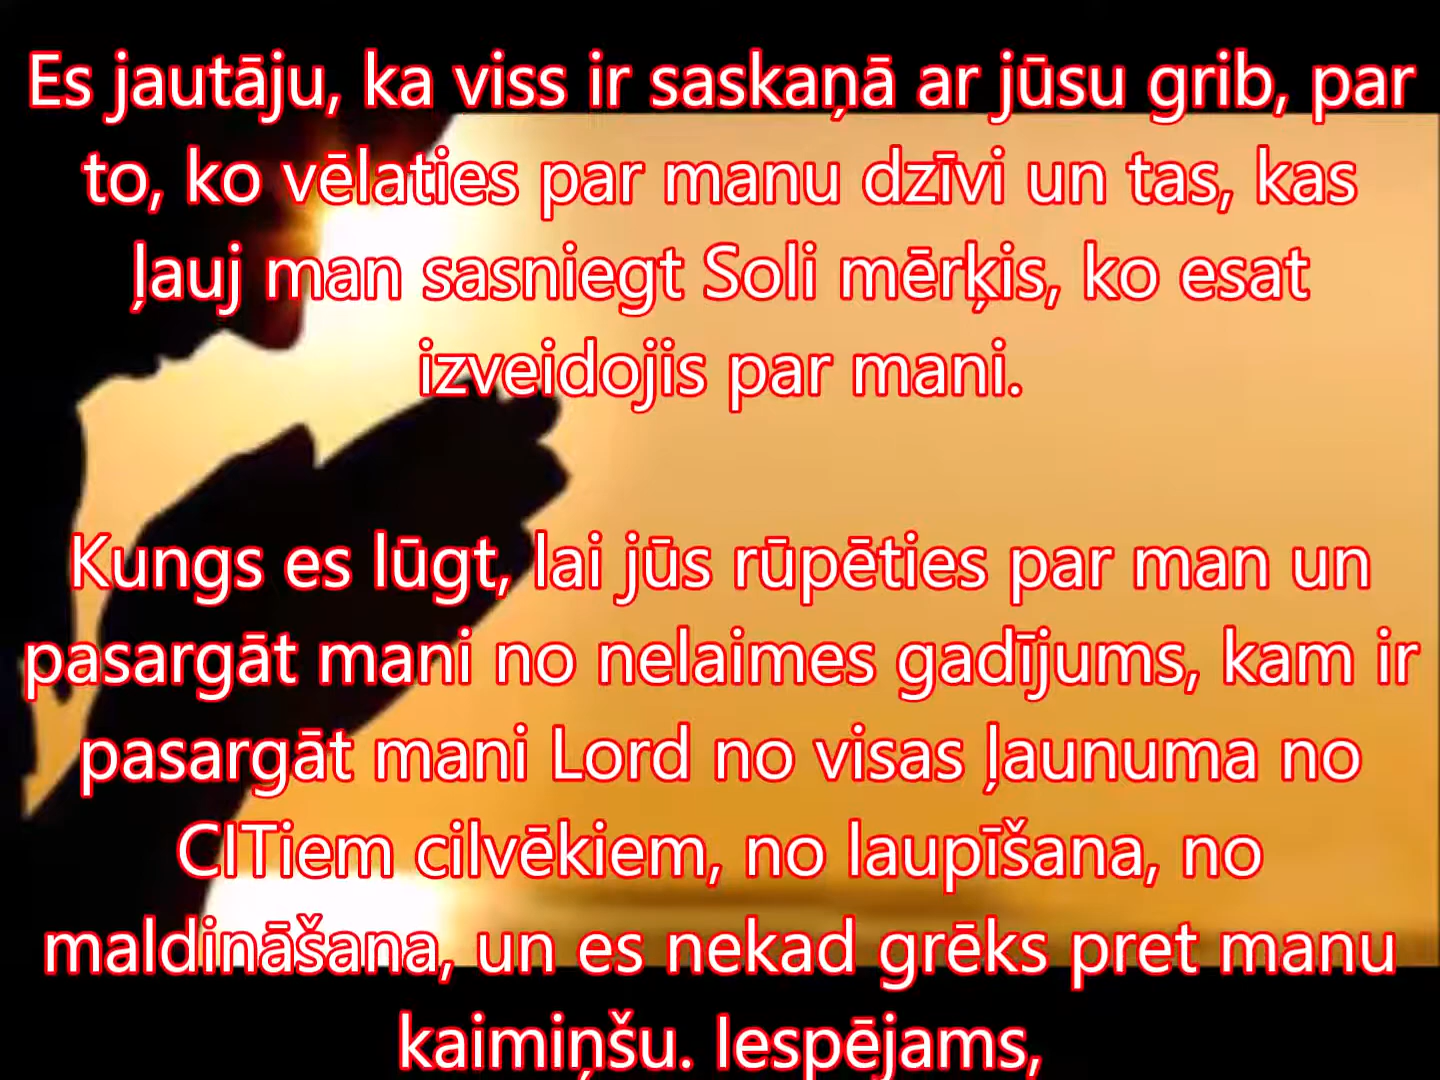 Es jautāju, ka viss ir saskaņā ar jūsu grib, par
to, ko vēlaties par manu dzīvi un tas, kas
ļauj man sasniegt Soli mērķis, ko esat
izveidojis par mani.
Kungs es lūgt, lai jūs rūpēties par man un
pasargāt mani no nelaimes gadījums, kam ir
pasargāt mani Lord no visas ļaunuma no
CITiem cilvēkiem, no laupīšana, no
maldināšana, un es nekad grēks pret manu
kaimiņšu. Iespējams,